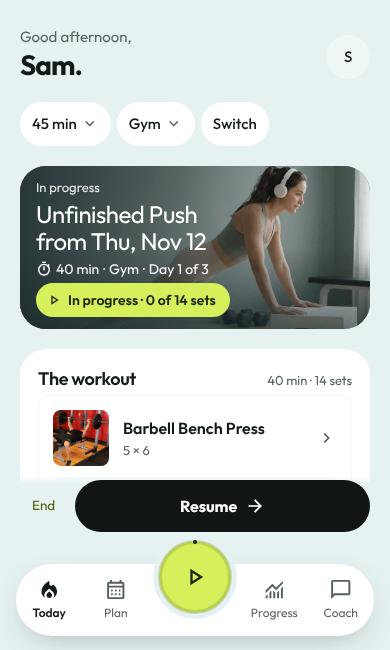 Good afternoon,
Sam.
S
45 min
Gym
Switch
In progress
Unfinished Push
from Thu, Nov 12
40 min · Gym · Day 1 of 3
In progress · 0 of 14 sets
The workout
40 min · 14 sets
Barbell Bench Press
5 × 6
End
Resume
Today
Plan
Progress
Coach